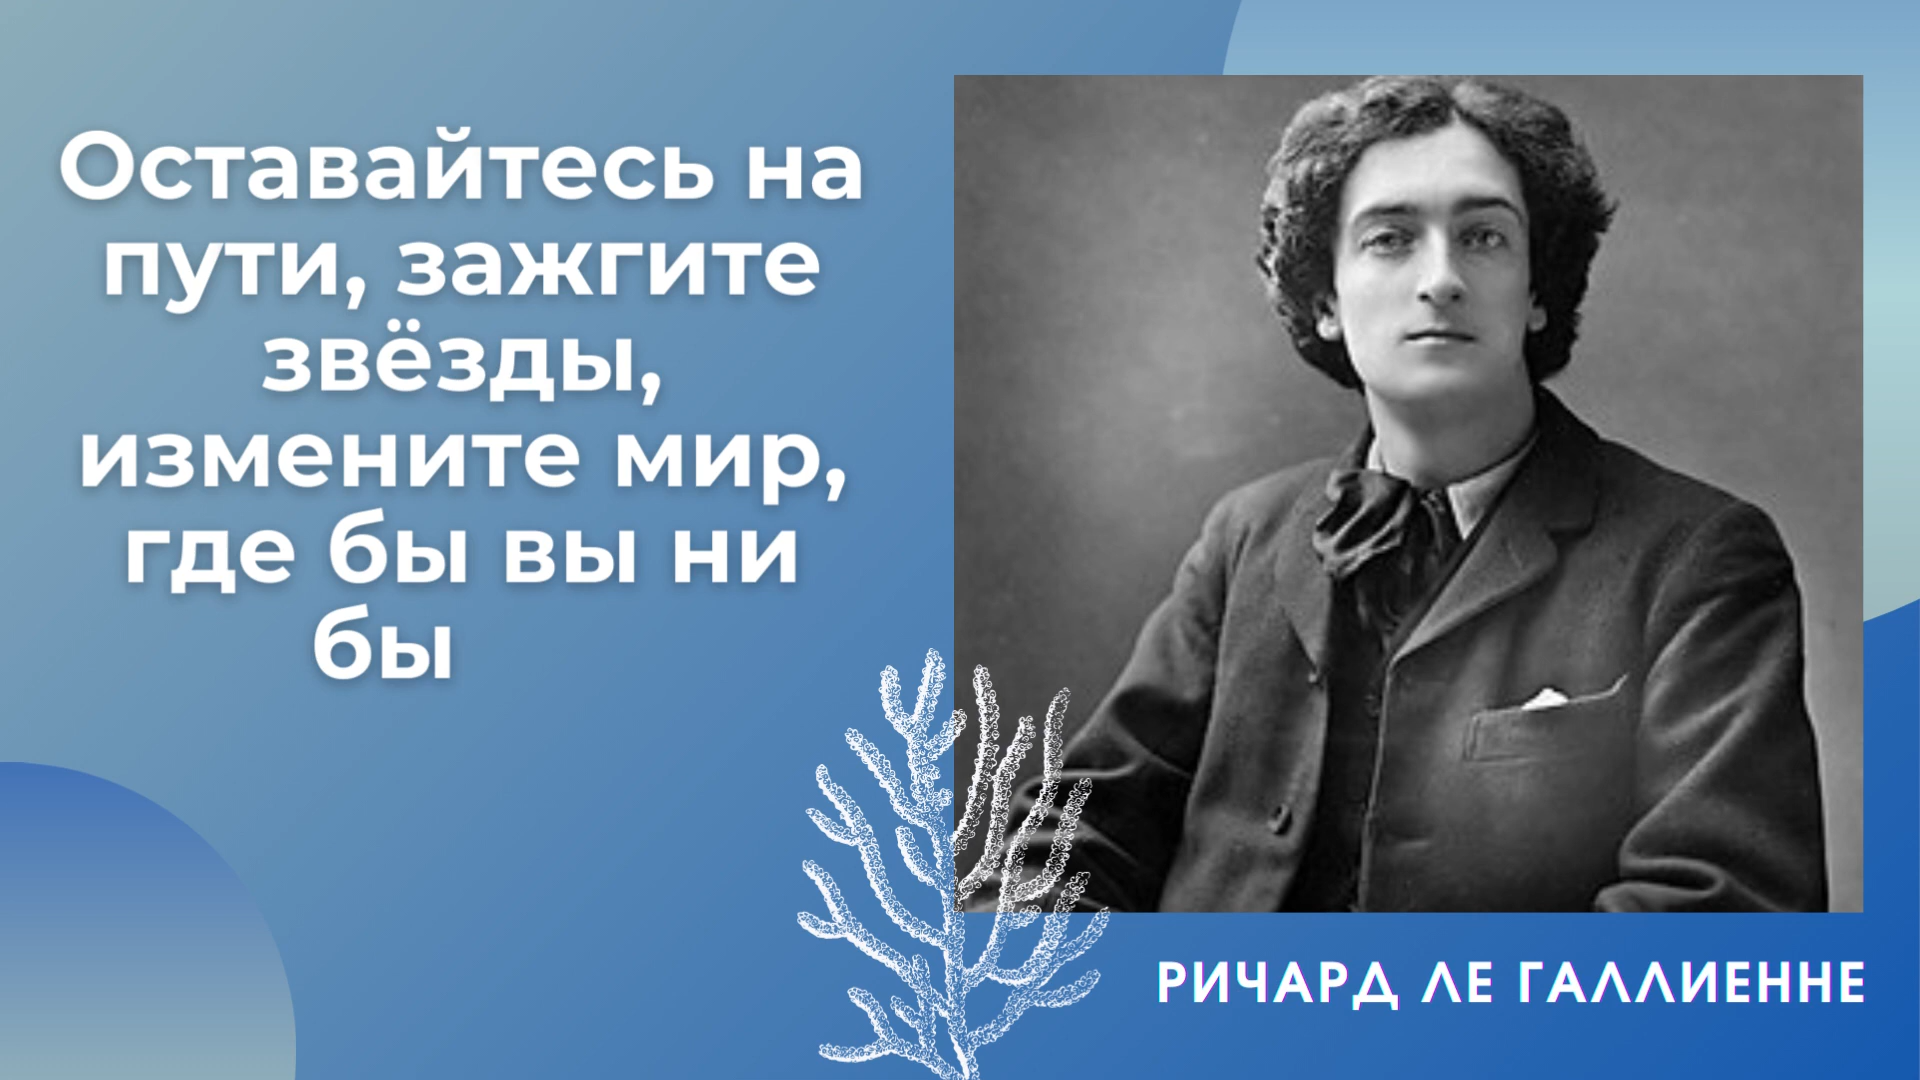 Оставайтесь на
пути, зажгите
звёзды,
измените мир,
где бы вы ни
бы
РИЧАРД ЛЕ ГАЛЛИЕННЕ